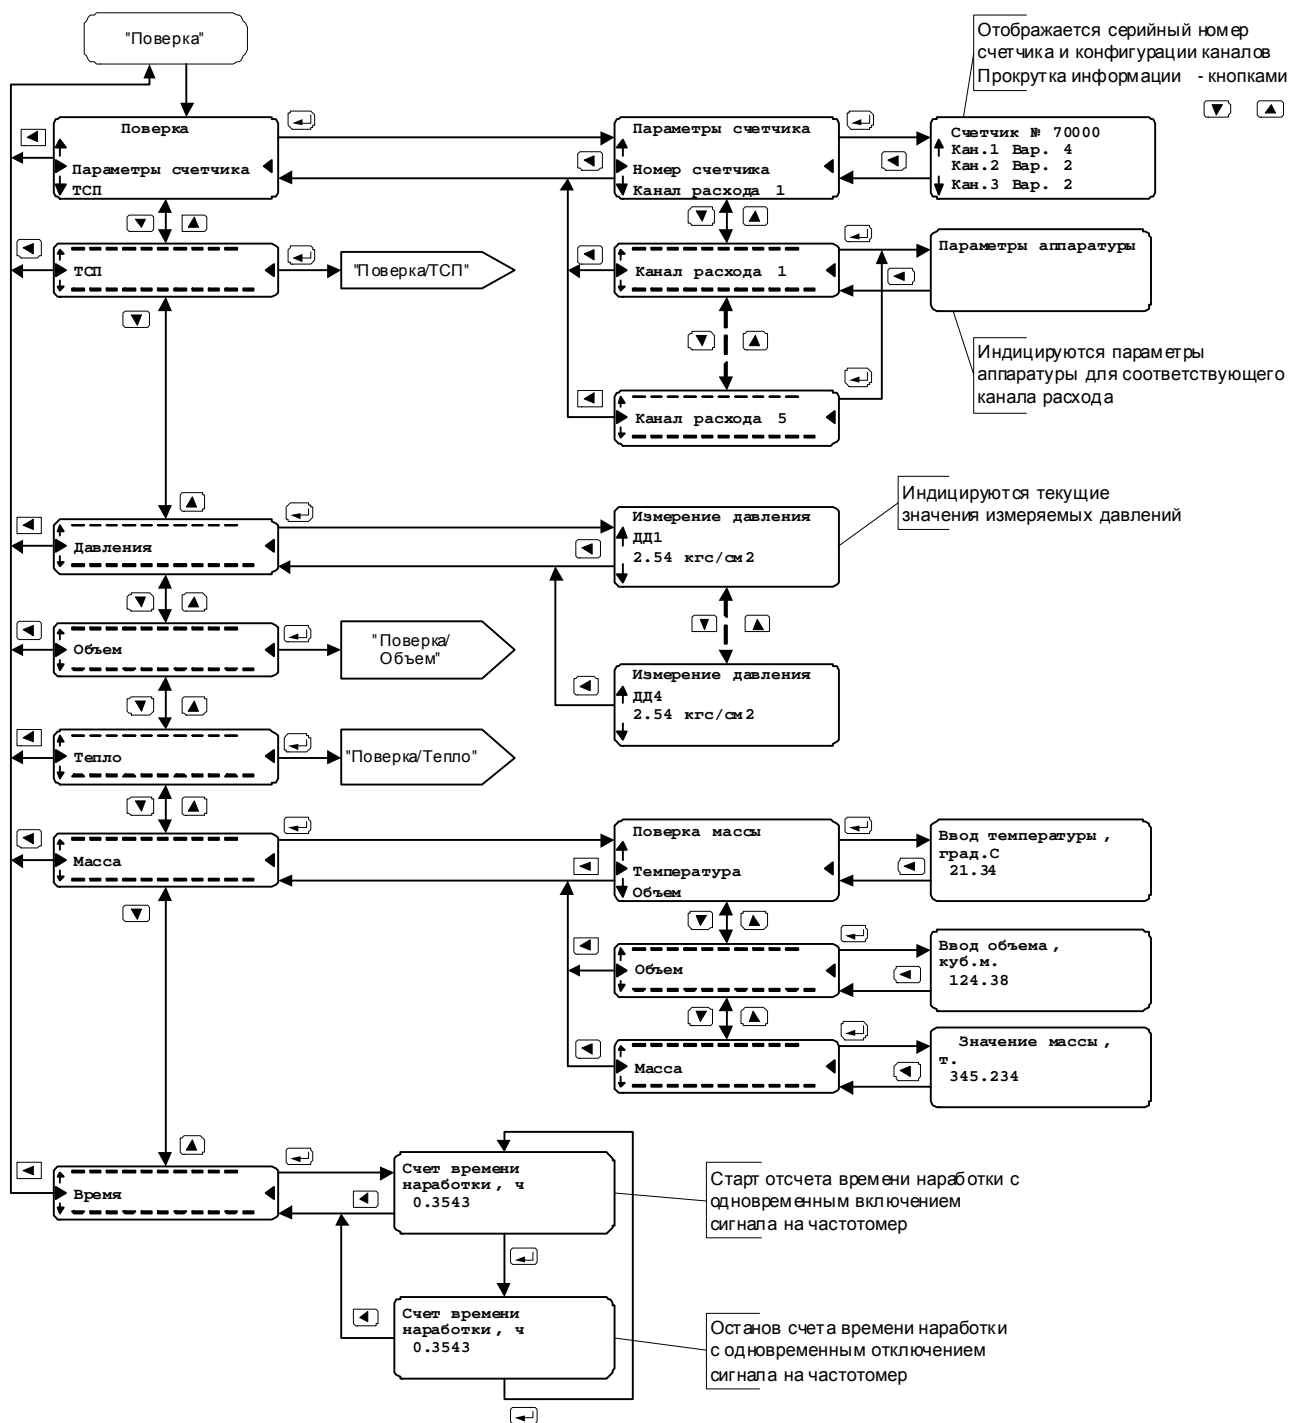 "Поверка"
Отображается серийный номер
счетчика и конфигурации каналов
Прокрутка информации - кнопками
Поверка
Параметры счетчика
ТСП
Параметры счетчика
Номер счетчика
Канал расхода 1
Счетчик № 70000
Кан.1 Вар. 4
Кан.2 Вар. 2
Кан.3 Вар. 2
ТСП
"Поверка/ТСП"
Канал расхода 1
Параметры аппаратуры
Индицируются параметры
аппаратуры для соответствующего
канала расхода
Канал расхода 5
Давления
Измерение давления
ДД1
2.54 кгс/см2
Индицируются текущие
значения измеряемых давлений
Объем
"Поверка/
Объем"
Измерение давления
ДД4
2.54 кгс/см2
Тепло
"Поверка/Тепло"
Масса
Поверка массы
Температура
Объем
Ввод температуры,
град.С
21.34
Объем
Ввод объема,
куб.м.
124.38
Масса
Значение массы,
т.
345.234
Время
Счет времени
наработки, ч
0.3543
Старт отсчета времени наработки с
одновременным включением
сигнала на частотомер
Счет времени
наработки, ч
0.3543
Останов счета времени наработки
с одновременным отключением
сигнала на частотомер